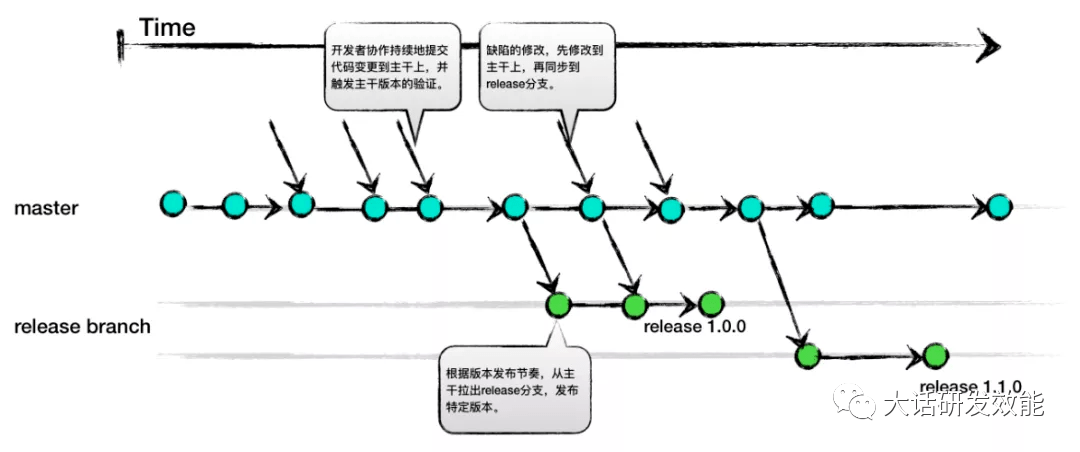 Time
开发者协作持续地提交
代码变更到主干上，并
触发主干版本的验证。
缺陷的修改，先修改到
主干上，再同步到
release分支。
master
release branch
release 1.0.0
根据版本发布节奏，从主
干拉出release分支，发布
特定版本。
release 1.1.0
大话研发效能